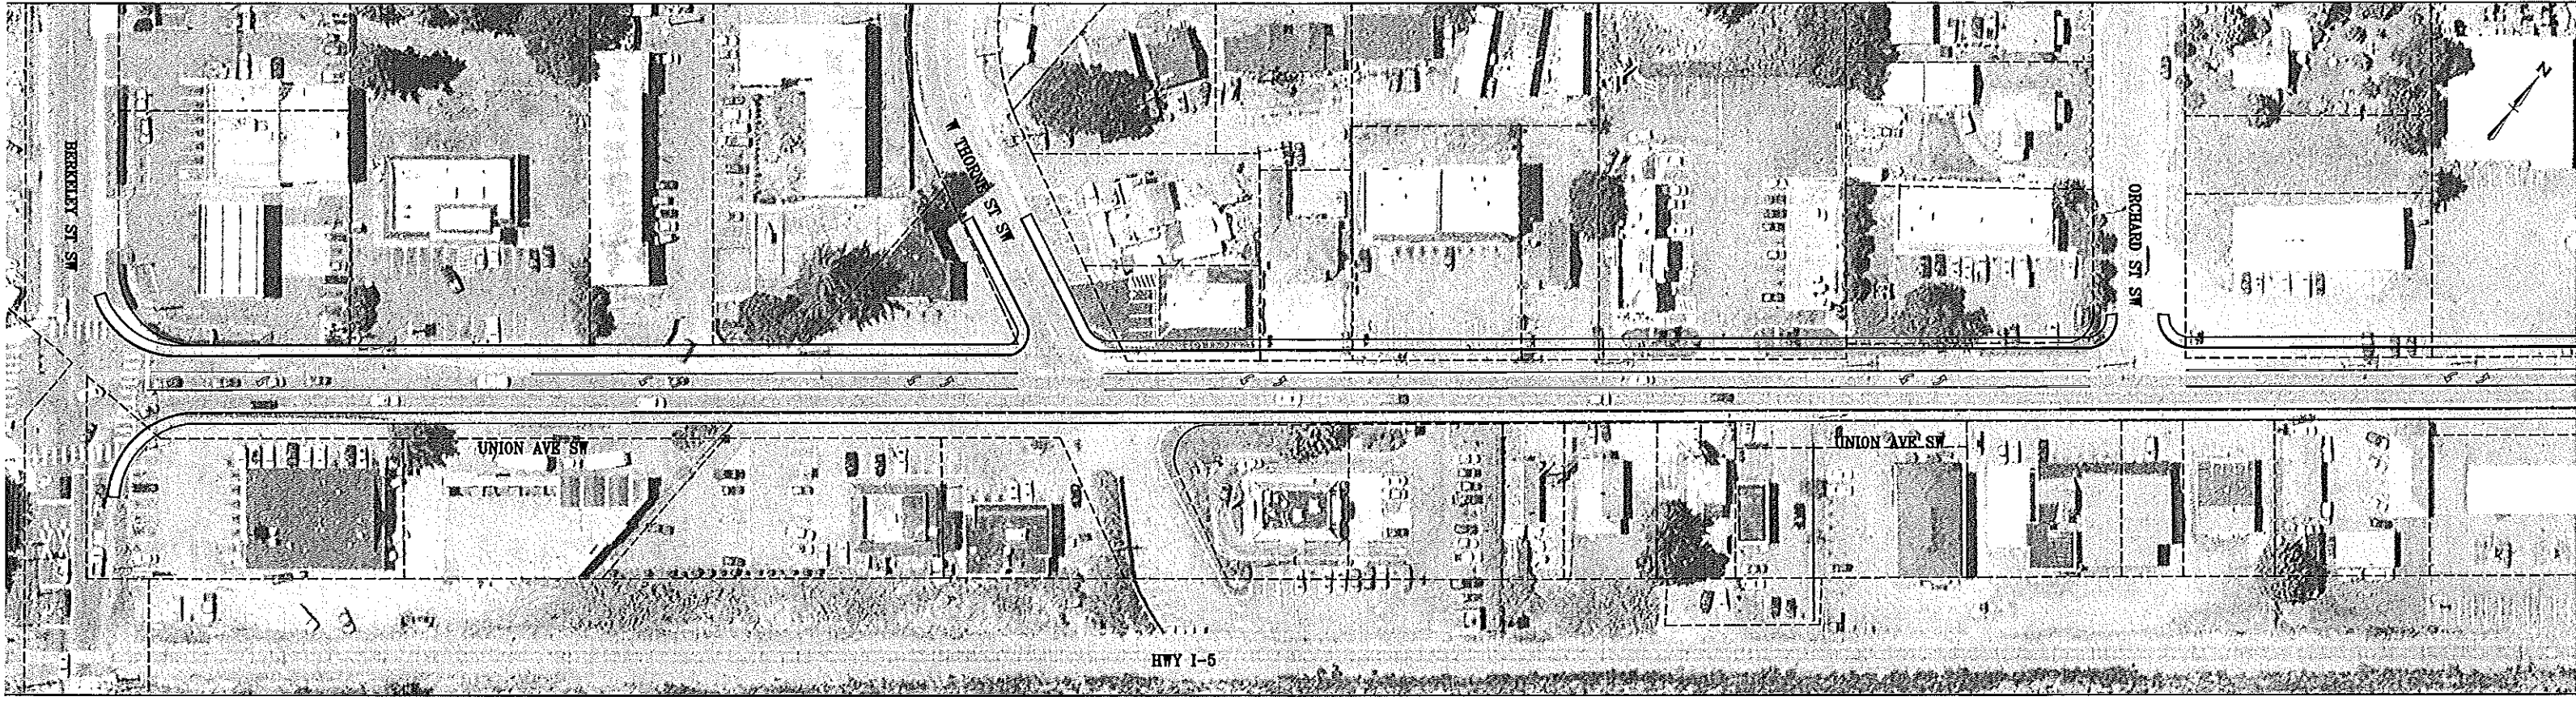 BERKELEY ST SW
W THORNE ST SW
ORCHARD ST SW
N
UNION AVE SW
UNION AVE SW
HWY I-5